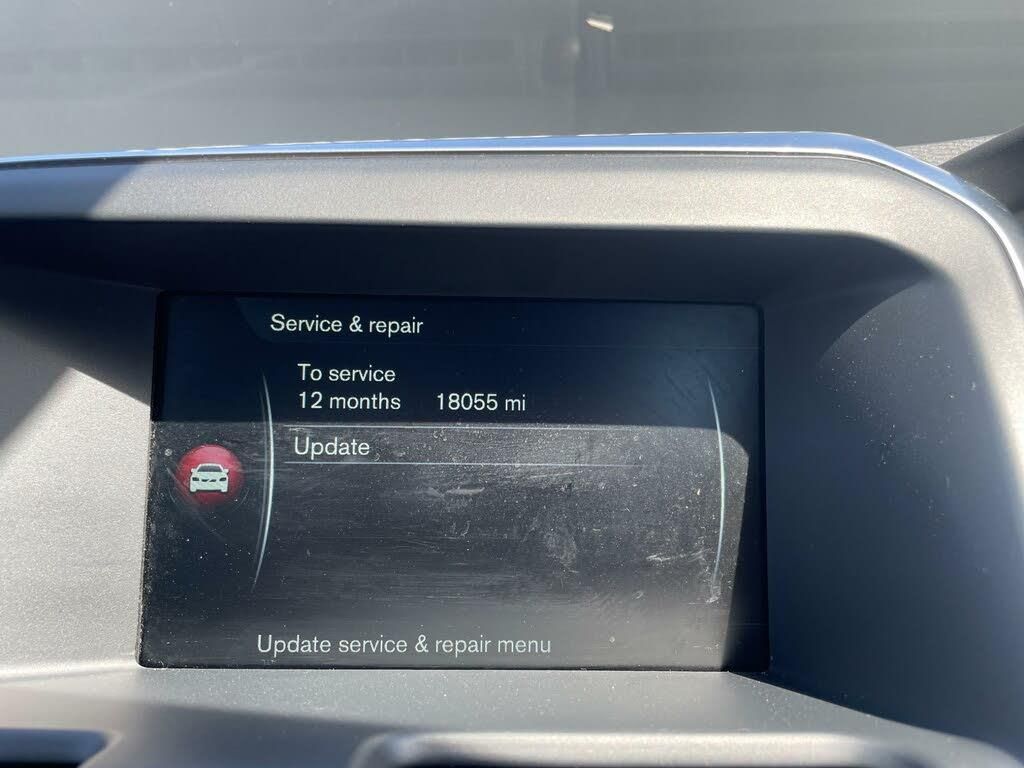 Service & repair
To service
12 months 18055 mi
Update
Update service & repair menu